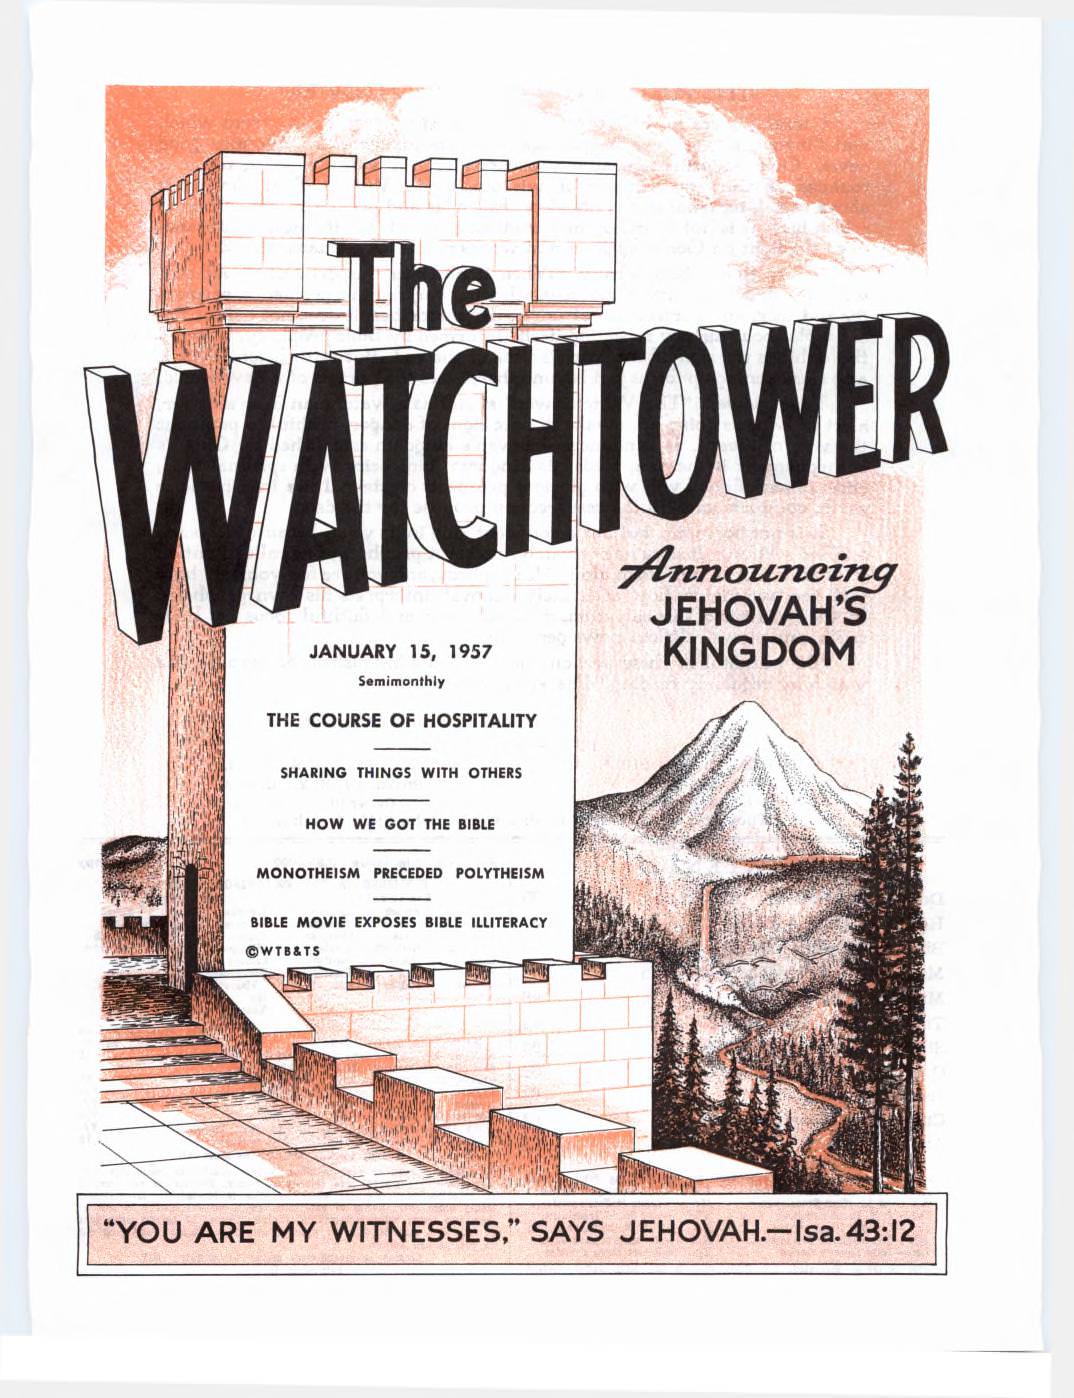 The
WATCHTOWER
Announcing
JEHOVAH'S
KINGDOM
JANUARY 15, 1957
Semimonthly
THE COURSE OF HOSPITALITY
SHARING THINGS WITH OTHERS
HOW WE GOT THE BIBLE
MONOTHEISM PRECEDED POLYTHEISM
BIBLE MOVIE EXPOSES BIBLE ILLITERACY
©WTB&TS
“YOU ARE MY WITNESSES,” SAYS JEHOVAH.—Isa. 43:12